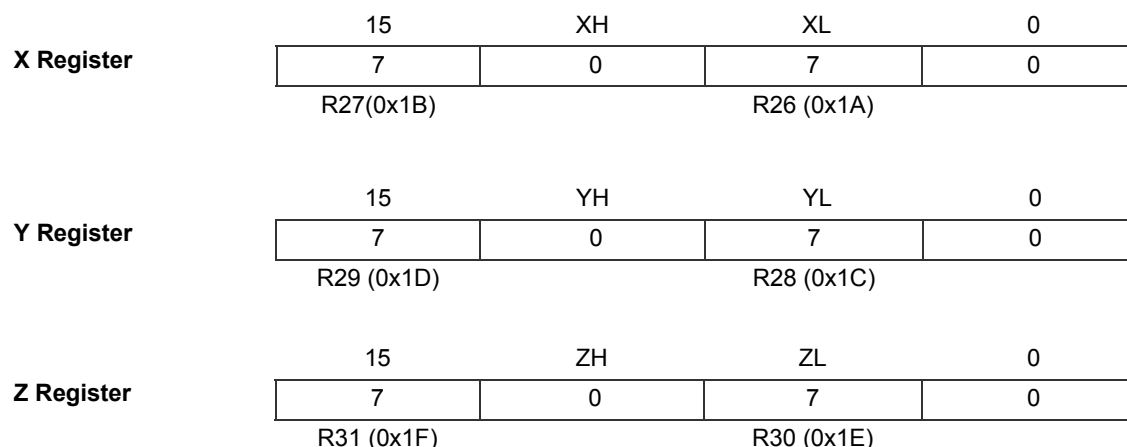 15 XH XL 0
X Register 7 0 7 0
R27(0x1B) R26 (0x1A)
15 YH YL 0
Y Register 7 0 7 0
R29 (0x1D) R28 (0x1C)
15 ZH ZL 0
Z Register 7 0 7 0
R31 (0x1F) R30 (0x1E)